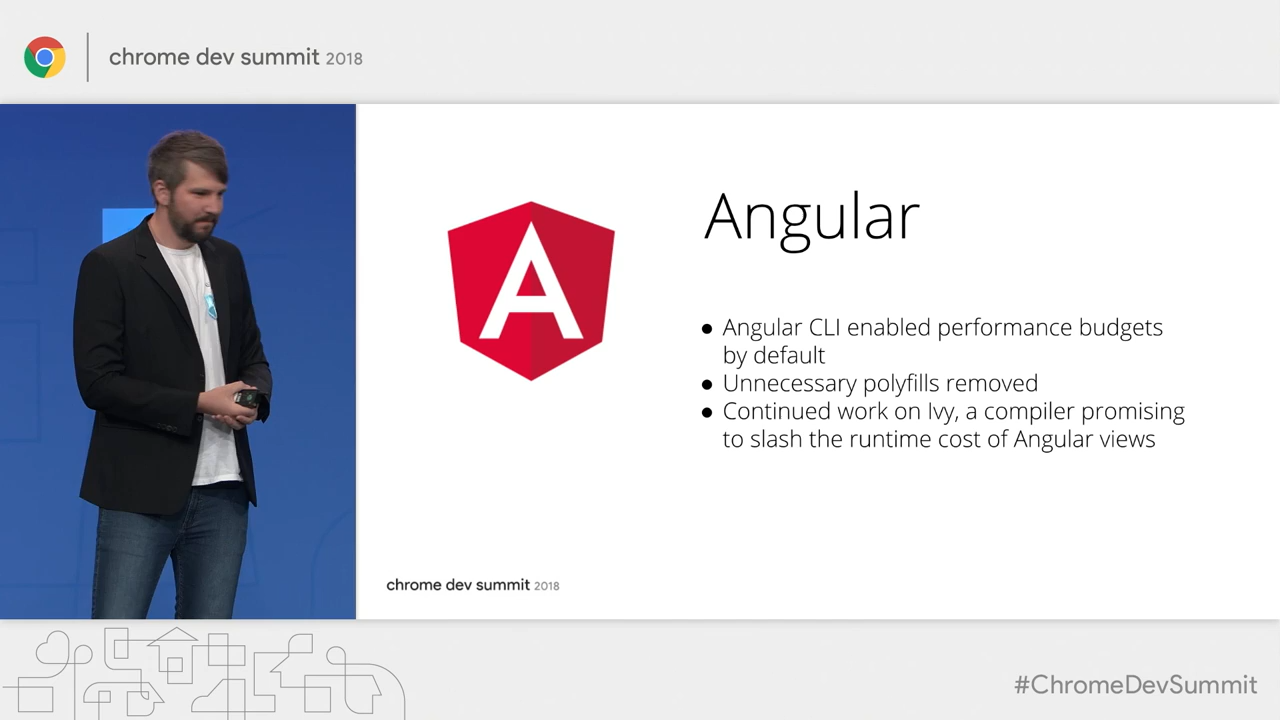 chrome dev summit 2018
Angular
● Angular CLI enabled performance budgets
by default
● Unnecessary polyfills removed
● Continued work on Ivy, a compiler promising
to slash the runtime cost of Angular views
chrome dev summit 2018
#ChromeDevSummit